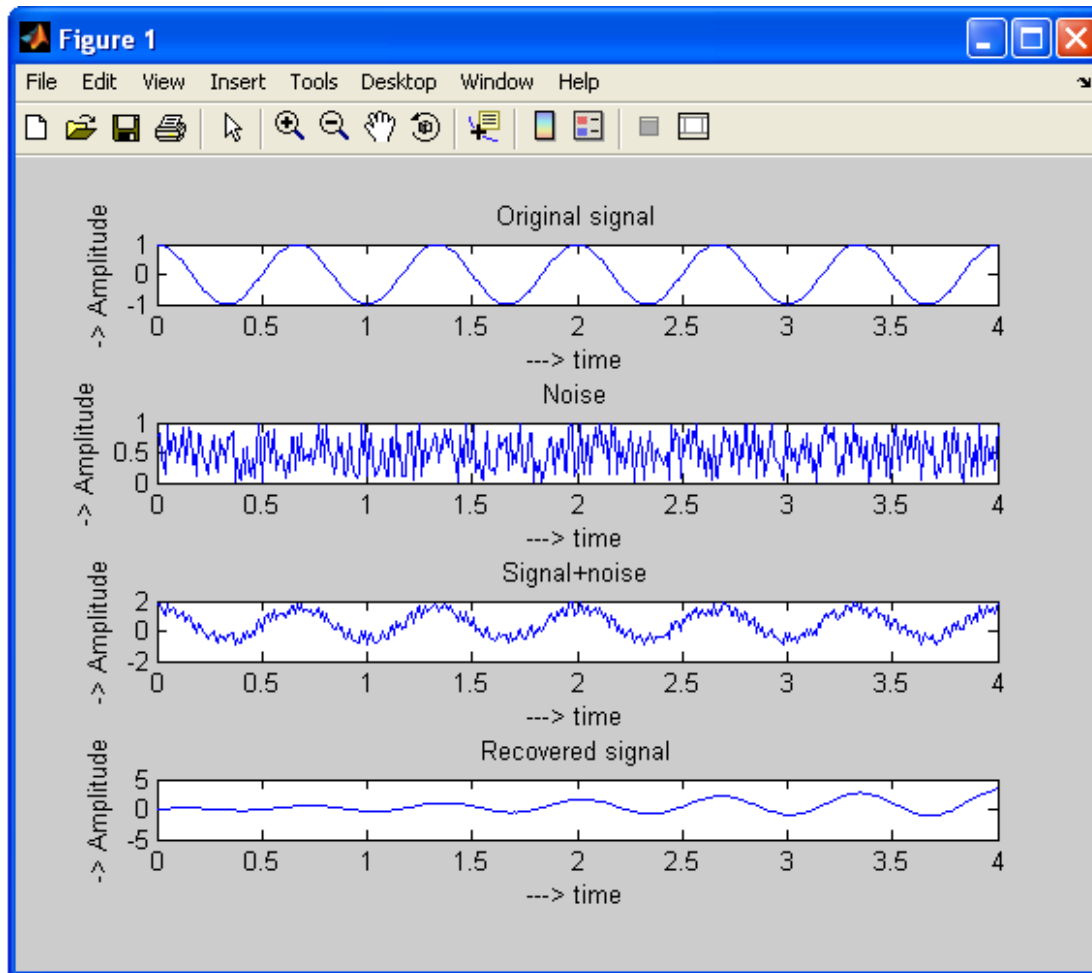 Figure 1
File Edit View Insert Tools Desktop Window Help
Original signal
-> Amplitude
1
0
-1
0 0.5 1 1.5 2 2.5 3 3.5 4
---> time
Noise
-> Amplitude
1
0.5
0
0 0.5 1 1.5 2 2.5 3 3.5 4
---> time
Signal+noise
-> Amplitude
2
0
-2
0 0.5 1 1.5 2 2.5 3 3.5 4
---> time
Recovered signal
-> Amplitude
5
0
-5
0 0.5 1 1.5 2 2.5 3 3.5 4
---> time